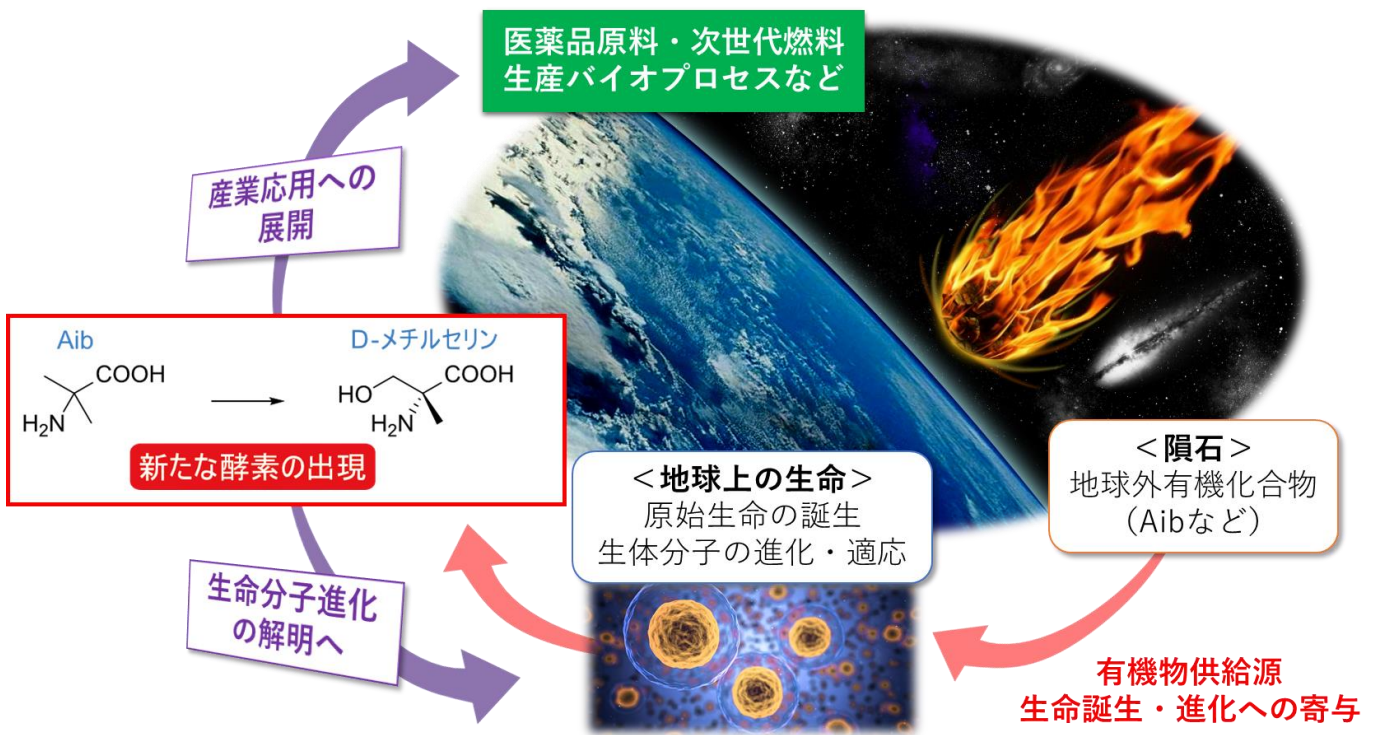 医薬品原料・次世代燃料
生産バイオプロセスなど
産業応用への
展開
Aib
D-メチルセリン
COOH
H₂N
HO
COOH
H₂N
新たな酵素の出現
＜隕石＞
地球外有機化合物
（Aibなど）
＜地球上の生命＞
原始生命の誕生
生体分子の進化・適応
生命分子進化
の解明へ
有機物供給源
生命誕生・進化への寄与